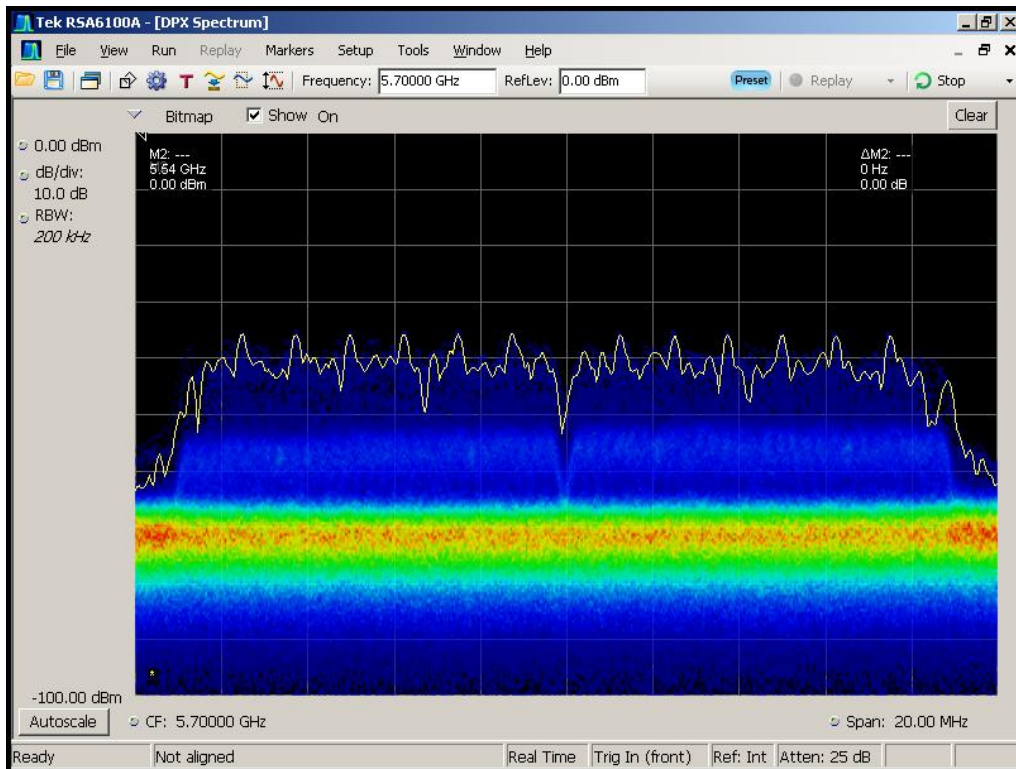 Tek RSA6100A - [DPX Spectrum]
File View Run Replay Markers Setup Tools Window Help
T Frequency: 5.70000 GHz RefLev: 0.00 dBm Preset Replay Stop
Bitmap Show On Clear
0.00 dBm
dB/div:
10.0 dB
RBW:
200 kHz
M2: ---
5.54 GHz
0.00 dBm
ΔM2: ---
0 Hz
0.00 dB
-100.00 dBm
Autoscale CF: 5.70000 GHz Span: 20.00 MHz
Ready Not aligned Real Time Trig In (front) Ref: Int Atten: 25 dB